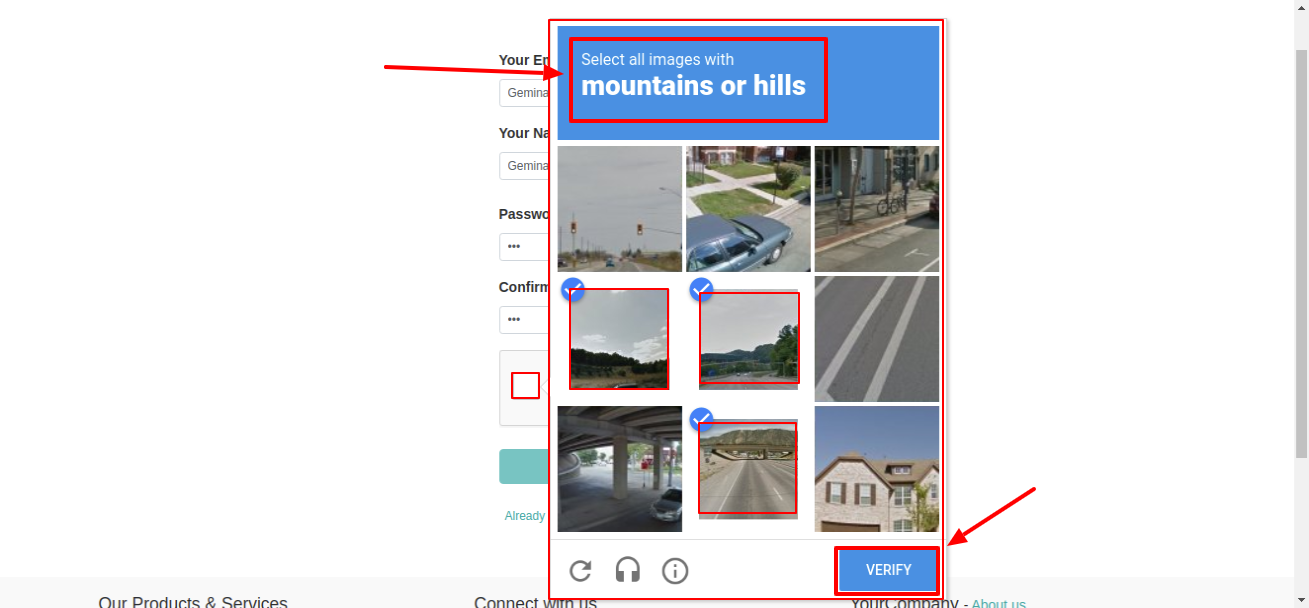 Your En
Gemina
Your Na
Gemina
Passwo
•••
Confirm
•••
Already
Select all images with
mountains or hills
VERIFY
Our Products & Services
Connect with us
YourCompany - About us